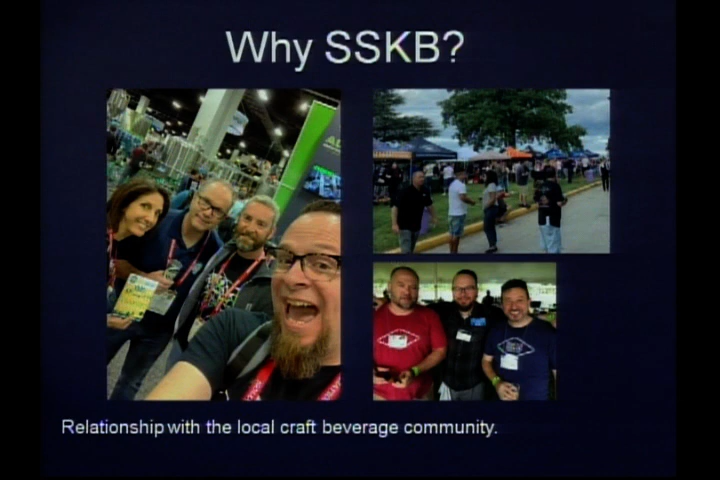 Why SSKB?
Relationship with the local craft beverage community.